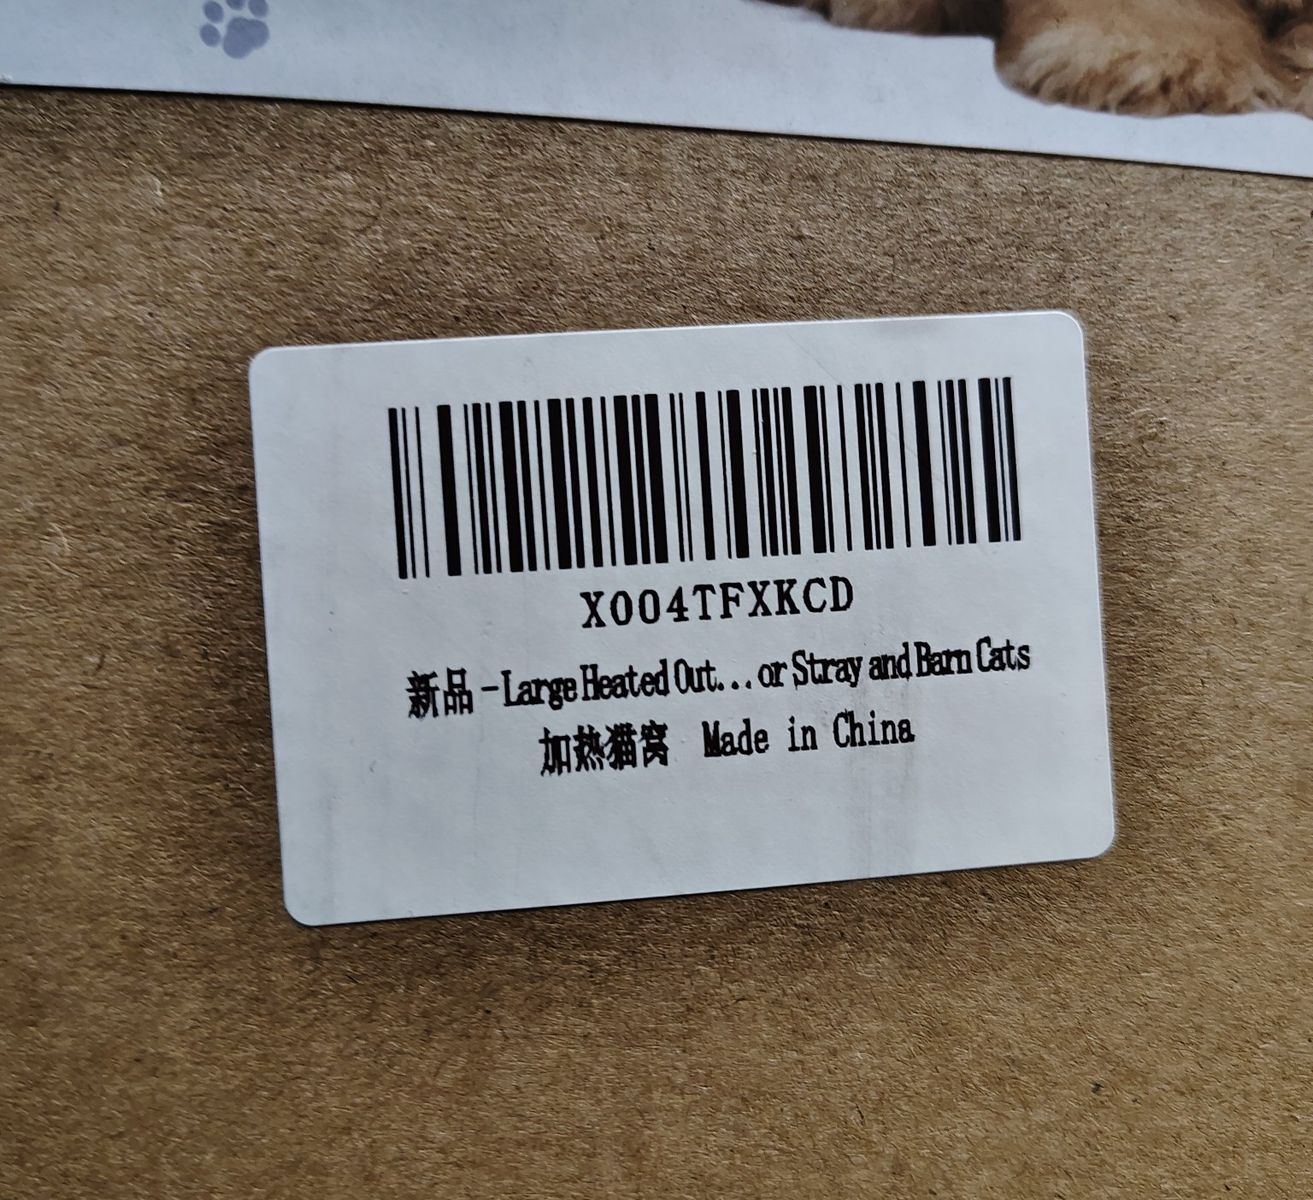 X004TFXKCD
新品 -Large Heated Out...or Stray and Barn Cats
加热猫窝 Made in China